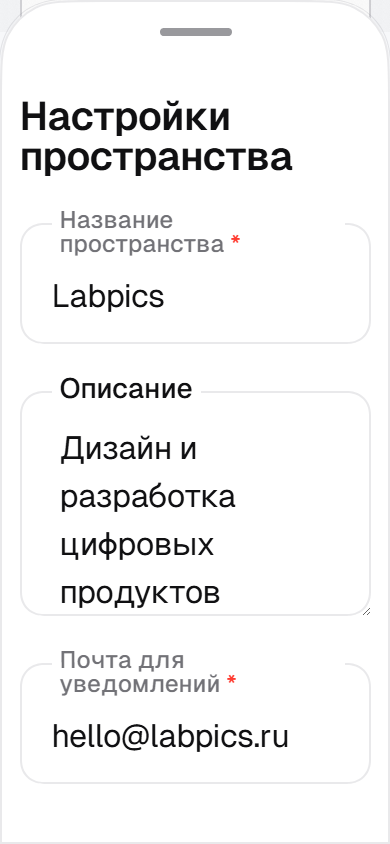 Настройки
пространства
Название
пространства *
Labpics
Описание
Дизайн и
разработка
цифровых
продуктов
Почта для
уведомлений *
hello@labpics.ru